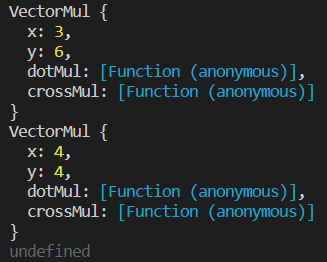 VectorMul {
  x: 3,
  y: 6,
  dotMul: [Function (anonymous)],
  crossMul: [Function (anonymous)]
}
VectorMul {
  x: 4,
  y: 4,
  dotMul: [Function (anonymous)],
  crossMul: [Function (anonymous)]
}
undefined